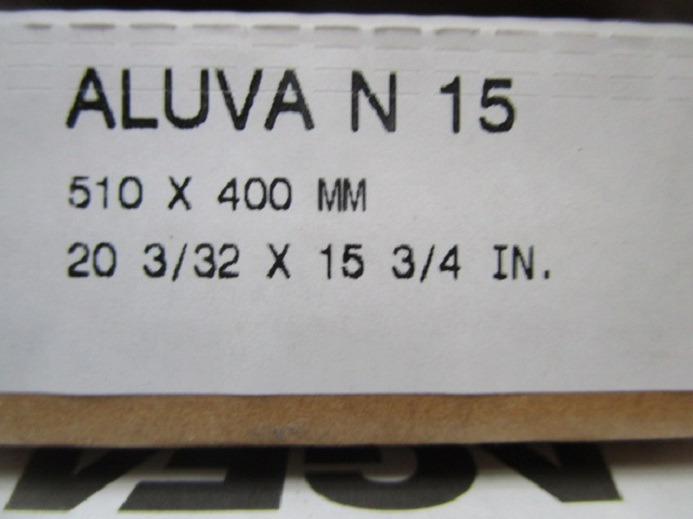 ALUVA N 15
510 X 400 MM
20 3/32 X 15 3/4 IN.